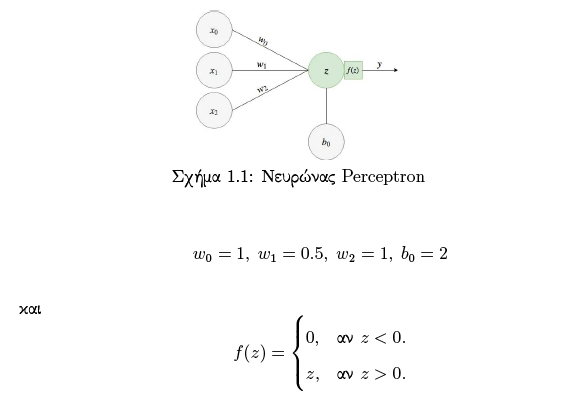 x₀
w₀
x₁ w₁ z f(z) y
w₂
x₂
b₀
Σχήμα 1.1: Νευρώνας Perceptron
w₀ = 1, w₁ = 0.5, w₂ = 1, b₀ = 2
και
f(z) = { 0, αν z < 0.
z, αν z > 0.